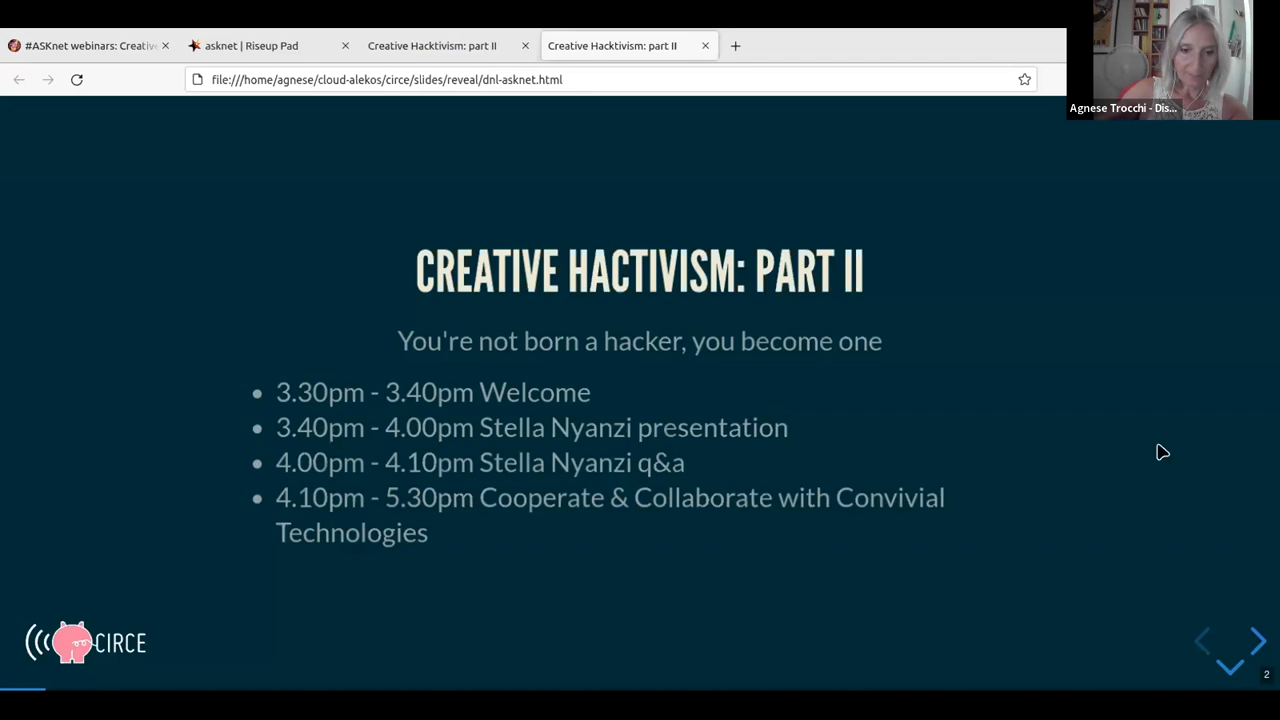 #ASKnet webinars: Creativ
asknet | Riseup Pad
Creative Hacktivism: part II
Creative Hacktivism: part II
file:///home/agnese/cloud-alekos/circe/slides/reveal/dnl-asknet.html
Agnese Trocchi - Dis...
CREATIVE HACTIVISM: PART II
You're not born a hacker, you become one
• 3.30pm - 3.40pm Welcome
• 3.40pm - 4.00pm Stella Nyanzi presentation
• 4.00pm - 4.10pm Stella Nyanzi q&a
• 4.10pm - 5.30pm Cooperate & Collaborate with Convivial
Technologies
CIRCE
2